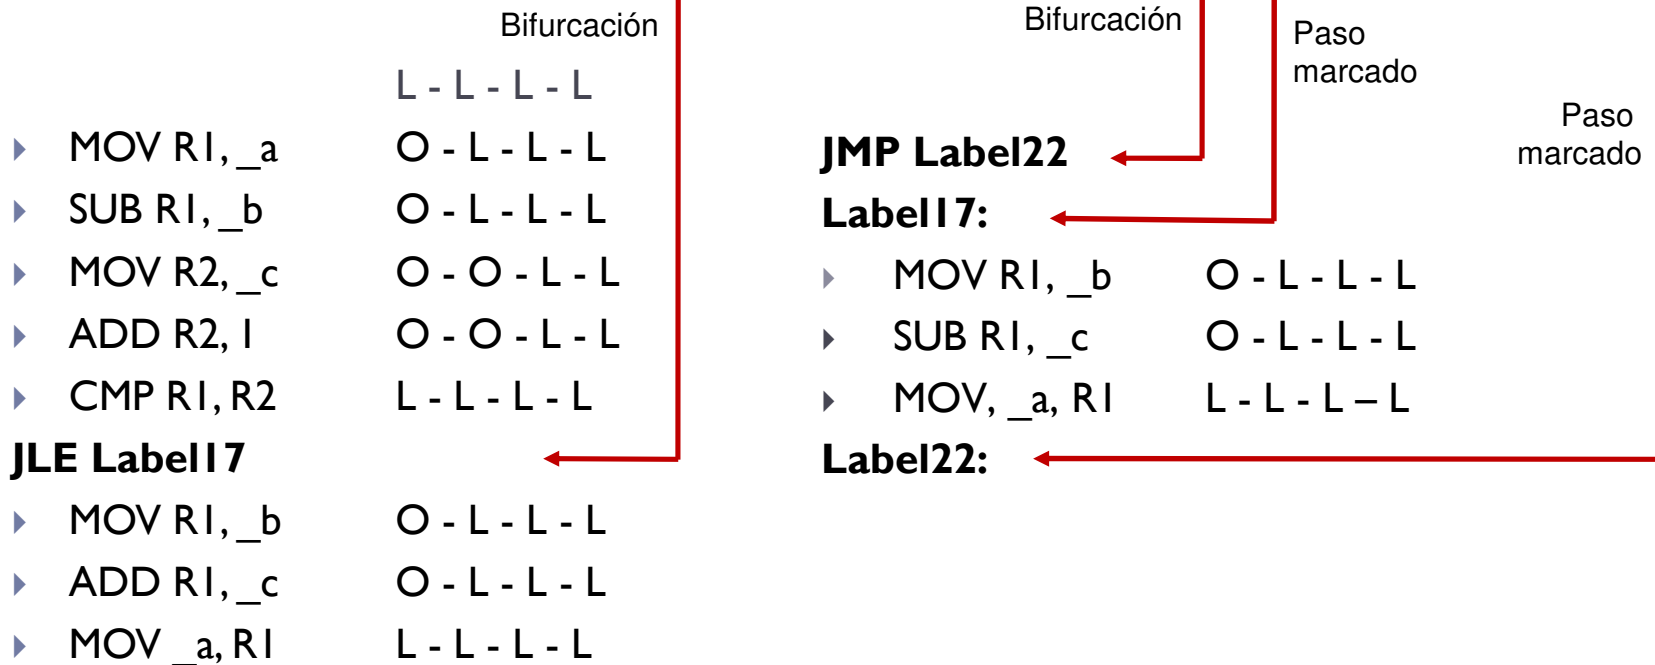 Bifurcación
L - L - L - L
MOV R1, _a O - L - L - L
SUB R1, _b O - L - L - L
MOV R2, _c O - O - L - L
ADD R2, 1 O - O - L - L
CMP R1, R2 L - L - L - L
JLE Label17
MOV R1, _b O - L - L - L
ADD R1, _c O - L - L - L
MOV _a, R1 L - L - L - L
Bifurcación
Paso
marcado
Paso
marcado
JMP Label22
Label17:
MOV R1, _b O - L - L - L
SUB R1, _c O - L - L - L
MOV, _a, R1 L - L - L – L
Label22: